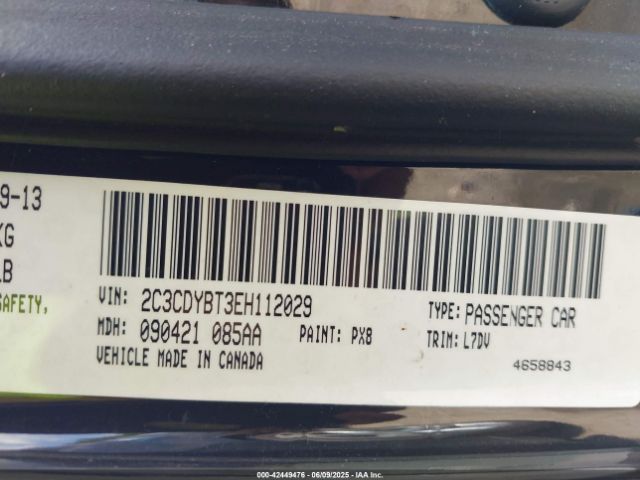 9-13
KG
LB
SAFETY,
VIN: 2C3CDYBT3EH112029
TYPE: PASSENGER CAR
MDH: 090421 085AA
PAINT: PX8
TRIM: L7DV
VEHICLE MADE IN CANADA
4658843
000-42449476 - 06/09/2025 - IAA, Inc.